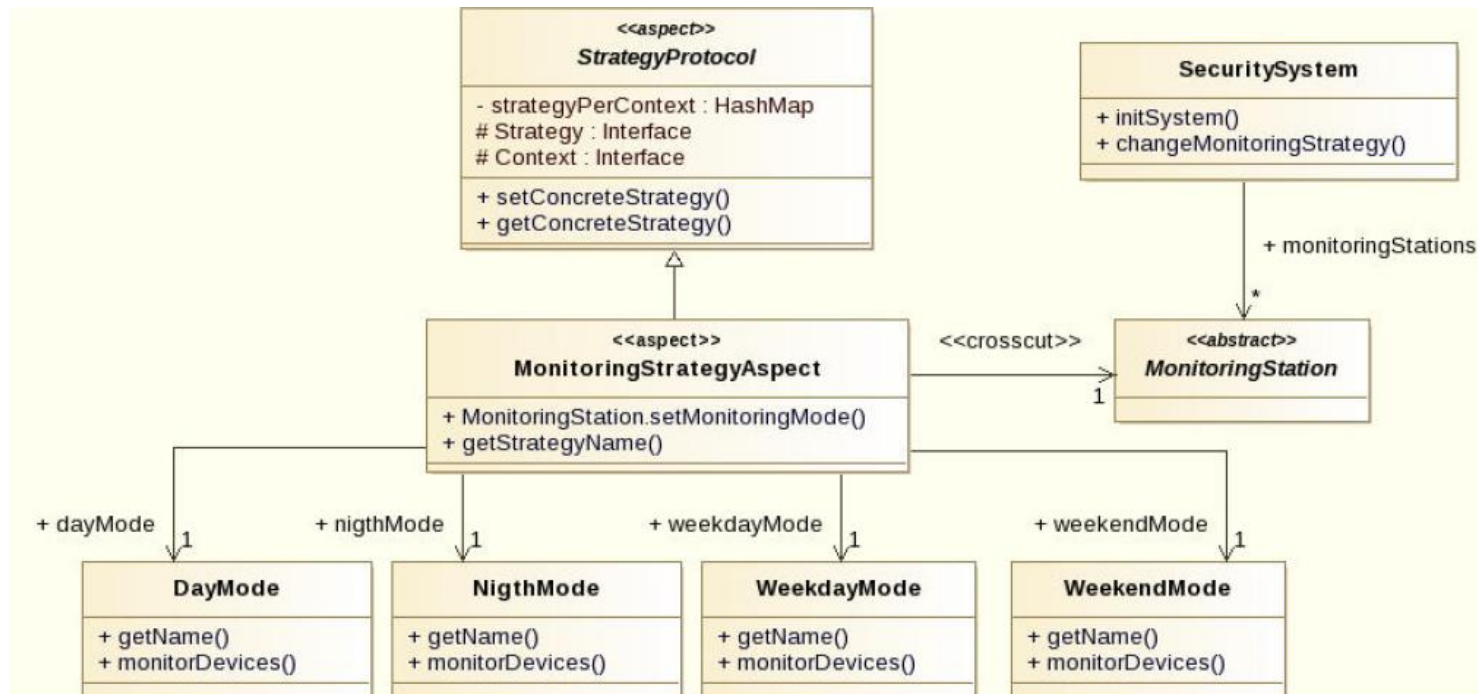 <<aspect>>
StrategyProtocol
- strategyPerContext : HashMap
# Strategy : Interface
# Context : Interface
+ setConcreteStrategy()
+ getConcreteStrategy()
SecuritySystem
+ initSystem()
+ changeMonitoringStrategy()
+ monitoringStations
*
<<aspect>>
MonitoringStrategyAspect
+ MonitoringStation.setMonitoringMode()
+ getStrategyName()
<<crosscut>>
1
<<abstract>>
MonitoringStation
+ dayMode
1
+ nigthMode
1
+ weekdayMode
1
+ weekendMode
1
DayMode
+ getName()
+ monitorDevices()
NigthMode
+ getName()
+ monitorDevices()
WeekdayMode
+ getName()
+ monitorDevices()
WeekendMode
+ getName()
+ monitorDevices()